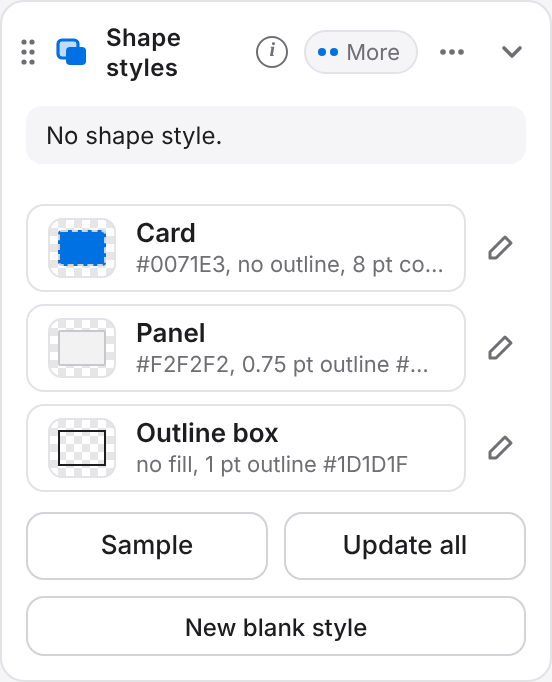 Shape
styles
i
More
No shape style.
Card
#0071E3, no outline, 8 pt co...
Panel
#F2F2F2, 0.75 pt outline #...
Outline box
no fill, 1 pt outline #1D1D1F
Sample
Update all
New blank style